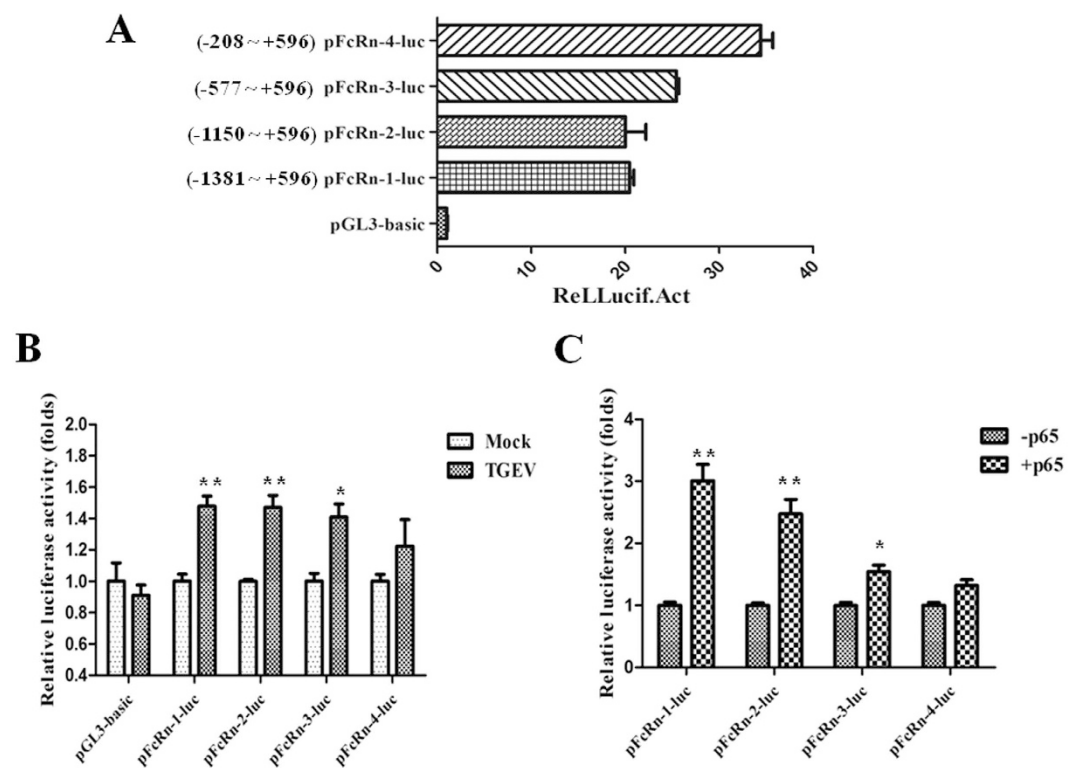 A
(-208~+596) pFcRn-4-luc
(-577~+596) pFcRn-3-luc
(-1150~+596) pFcRn-2-luc
(-1381~+596) pFcRn-1-luc
pGL3-basic
0 10 20 30 40
ReLLucif.Act
B
Relative luciferase activity (folds)
2.0
1.8
1.6
1.4
1.2
1.0
0.8
0.6
0.4
** ** *
Mock
TGEV
pGL3-basic pFcRn-1-luc pFcRn-2-luc pFcRn-3-luc pFcRn-4-luc
C
Relative luciferase activity (folds)
4
3
2
1
0
** ** *
-p65
+p65
pFcRn-1-luc pFcRn-2-luc pFcRn-3-luc pFcRn-4-luc